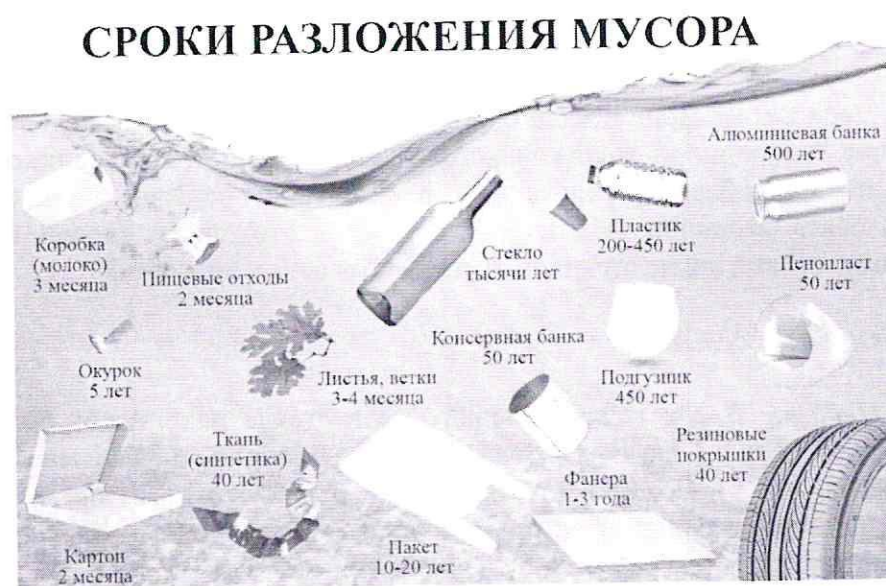 СРОКИ РАЗЛОЖЕНИЯ МУСОРА
Алюминиевая банка
500 лет
Коробка
(молоко)
3 месяца
Пищевые отходы
2 месяца
Стекло
тысячи лет
Пластик
200-450 лет
Пенопласт
50 лет
Окурок
5 лет
Листья, ветки
3-4 месяца
Консервная банка
50 лет
Подгузник
450 лет
Ткань
(синтетика)
40 лет
Резиновые
покрышки
40 лет
Фанера
1-3 года
Картон
2 месяца
Пакет
10-20 лет